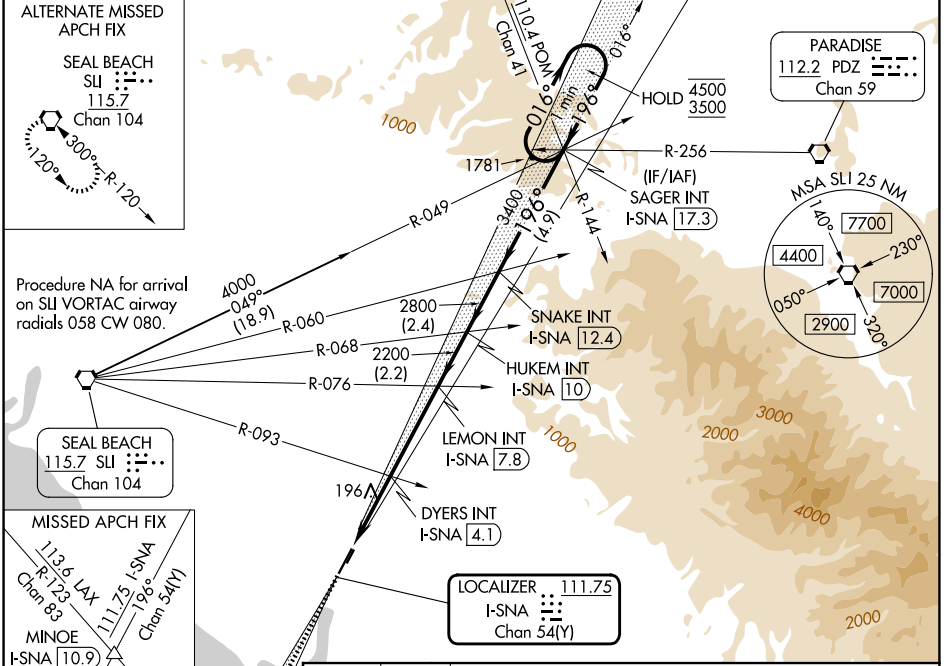 ALTERNATE MISSED
APCH FIX
SEAL BEACH
SLI
115.7
Chan 104
300°
120°
R-120
110.4 POM
Chan 41
016°
016°
1 min
196°
HOLD 4500
3500
PARADISE
112.2 PDZ
Chan 59
1000
1781
R-256
(IF/IAF)
SAGER INT
I-SNA 17.3
R-144
R-049
3400
196°
(4.9)
MSA SLI 25 NM
140°
7700
230°
4400
050°
7000
2900
320°
Procedure NA for arrival
on SLI VORTAC airway
radials 058 CW 080.
4000
049°
(18.9)
R-060
2800
(2.4)
SNAKE INT
I-SNA 12.4
R-068
2200
(2.2)
HUKEM INT
I-SNA 10
R-076
R-093
LEMON INT
I-SNA 7.8
1000
2000
3000
4000
2000
SEAL BEACH
115.7 SLI
Chan 104
196
DYERS INT
I-SNA 4.1
MISSED APCH FIX
113.6 LAX
R-123
Chan 83
111.75 I-SNA
196°
Chan 54(Y)
MINOE
I-SNA 10.9
LOCALIZER 111.75
I-SNA
Chan 54(Y)